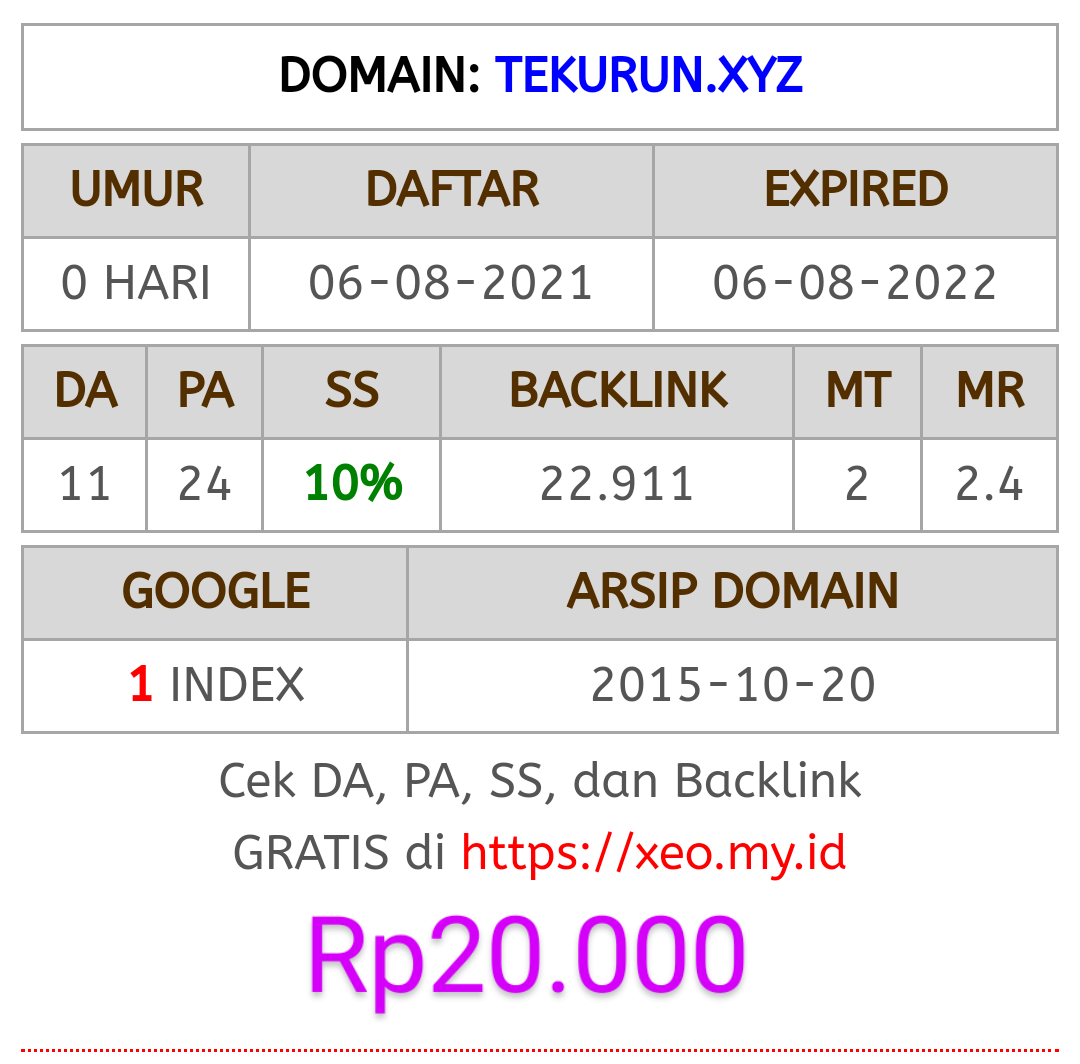 DOMAIN: TEKURUN.XYZ
UMUR DAFTAR EXPIRED
0 HARI 06-08-2021 06-08-2022
DA PA SS BACKLINK MT MR
11 24 10% 22.911 2 2.4
GOOGLE ARSIP DOMAIN
1 INDEX 2015-10-20
Cek DA, PA, SS, dan Backlink
GRATIS di https://xeo.my.id
Rp20.000